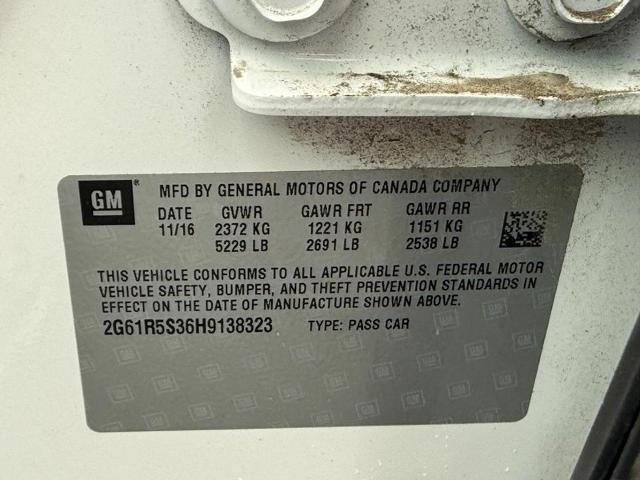 GM
MFD BY GENERAL MOTORS OF CANADA COMPANY
DATE GVWR GAWR FRT GAWR RR
11/16 2372 KG 1221 KG 1151 KG
5229 LB 2691 LB 2538 LB
THIS VEHICLE CONFORMS TO ALL APPLICABLE U.S. FEDERAL MOTOR
VEHICLE SAFETY, BUMPER, AND THEFT PREVENTION STANDARDS IN
EFFECT ON THE DATE OF MANUFACTURE SHOWN ABOVE.
2G61R5S36H9138323 TYPE: PASS CAR